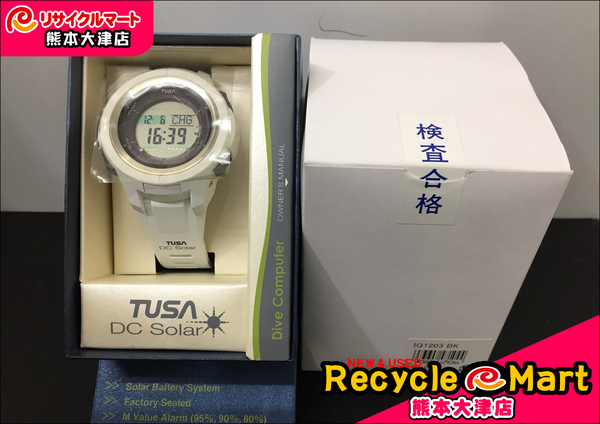 リサイクルマート
熊本大津店
TUSA
12- 6 CHG
16:39
TUSA
DC Solar
TUSA
DC Solar
OWNER'S MANUAL
Dive Computer
>> Solar Battery System
>> Factory Sealed
>> M Value Alarm (95%, 90%, 80%)
検査合格
IQ1203 BK
NEW & USED
Recycle Mart
熊本大津店